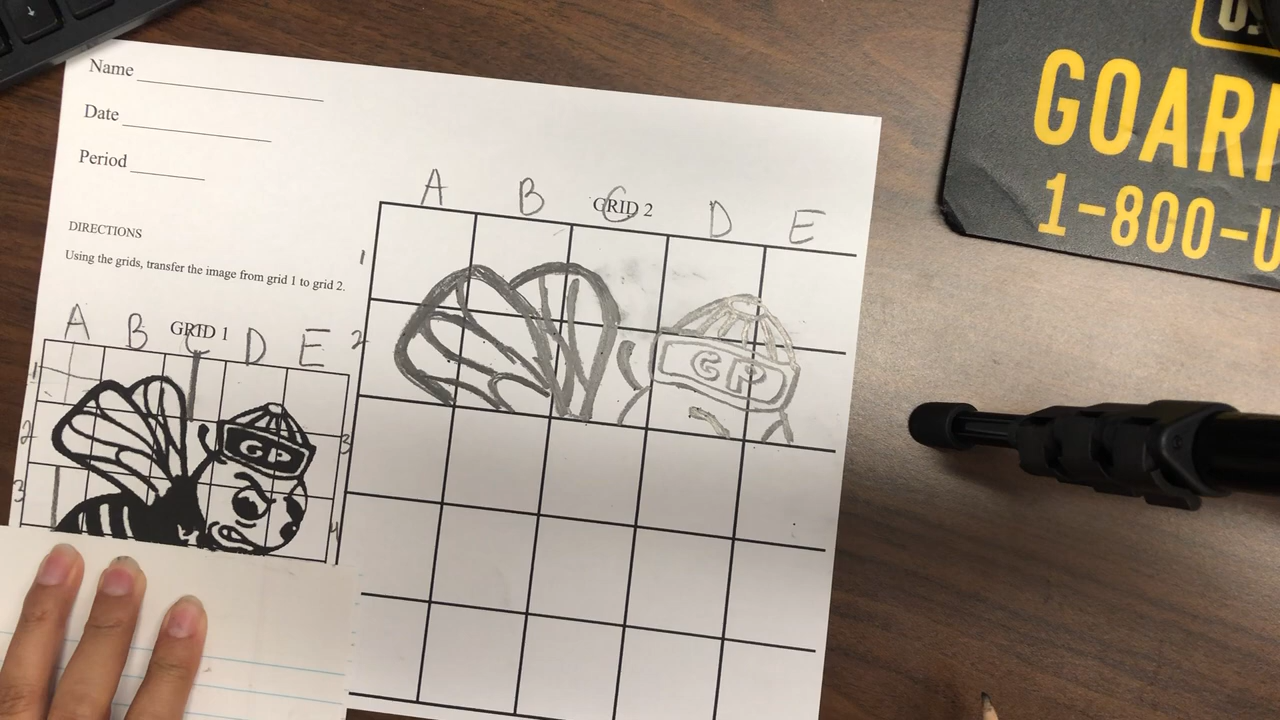 Name
Date
Period
DIRECTIONS
Using the grids, transfer the image from grid 1 to grid 2.
GRID 1
A B C D E
1
2
3
3
4
GP
GRID 2
A B C D E
1
2
GP
GOAR
1-800-U